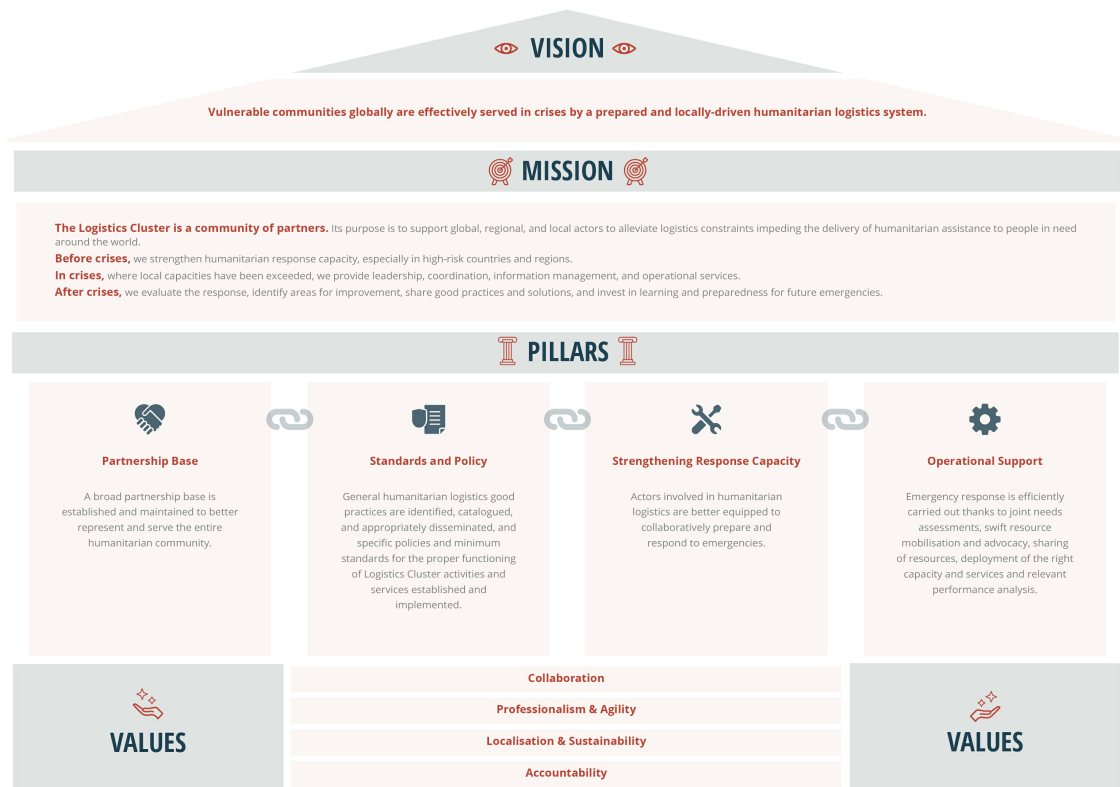 VISION
Vulnerable communities globally are effectively served in crises by a prepared and locally-driven humanitarian logistics system.
MISSION
The Logistics Cluster is a community of partners. Its purpose is to support global, regional, and local actors to alleviate logistics constraints impeding the delivery of humanitarian assistance to people in need
around the world.
Before crises, we strengthen humanitarian response capacity, especially in high-risk countries and regions.
In crises, where local capacities have been exceeded, we provide leadership, coordination, information management, and operational services.
After crises, we evaluate the response, identify areas for improvement, share good practices and solutions, and invest in learning and preparedness for future emergencies.
PILLARS
Partnership Base
A broad partnership base is
established and maintained to better
represent and serve the entire
humanitarian community.
Standards and Policy
General humanitarian logistics good
practices are identified, catalogued,
and appropriately disseminated, and
specific policies and minimum
standards for the proper functioning
of Logistics Cluster activities and
services established and
implemented.
Strengthening Response Capacity
Actors involved in humanitarian
logistics are better equipped to
collaboratively prepare and
respond to emergencies.
Operational Support
Emergency response is efficiently
carried out thanks to joint needs
assessments, swift resource
mobilisation and advocacy, sharing
of resources, deployment of the right
capacity and services and relevant
performance analysis.
VALUES
Collaboration
Professionalism & Agility
Localisation & Sustainability
Accountability
VALUES